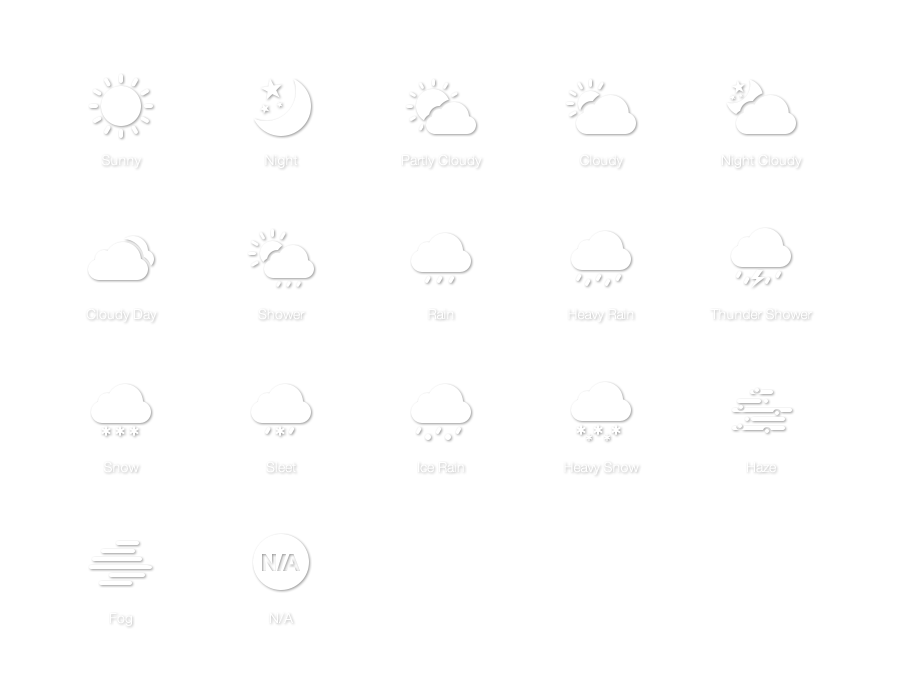 Sunny
Night
Partly Cloudy
Cloudy
Night Cloudy
Cloudy Day
Shower
Rain
Heavy Rain
Thunder Shower
Snow
Sleet
Ice Rain
Heavy Snow
Haze
N/A
Fog
N/A